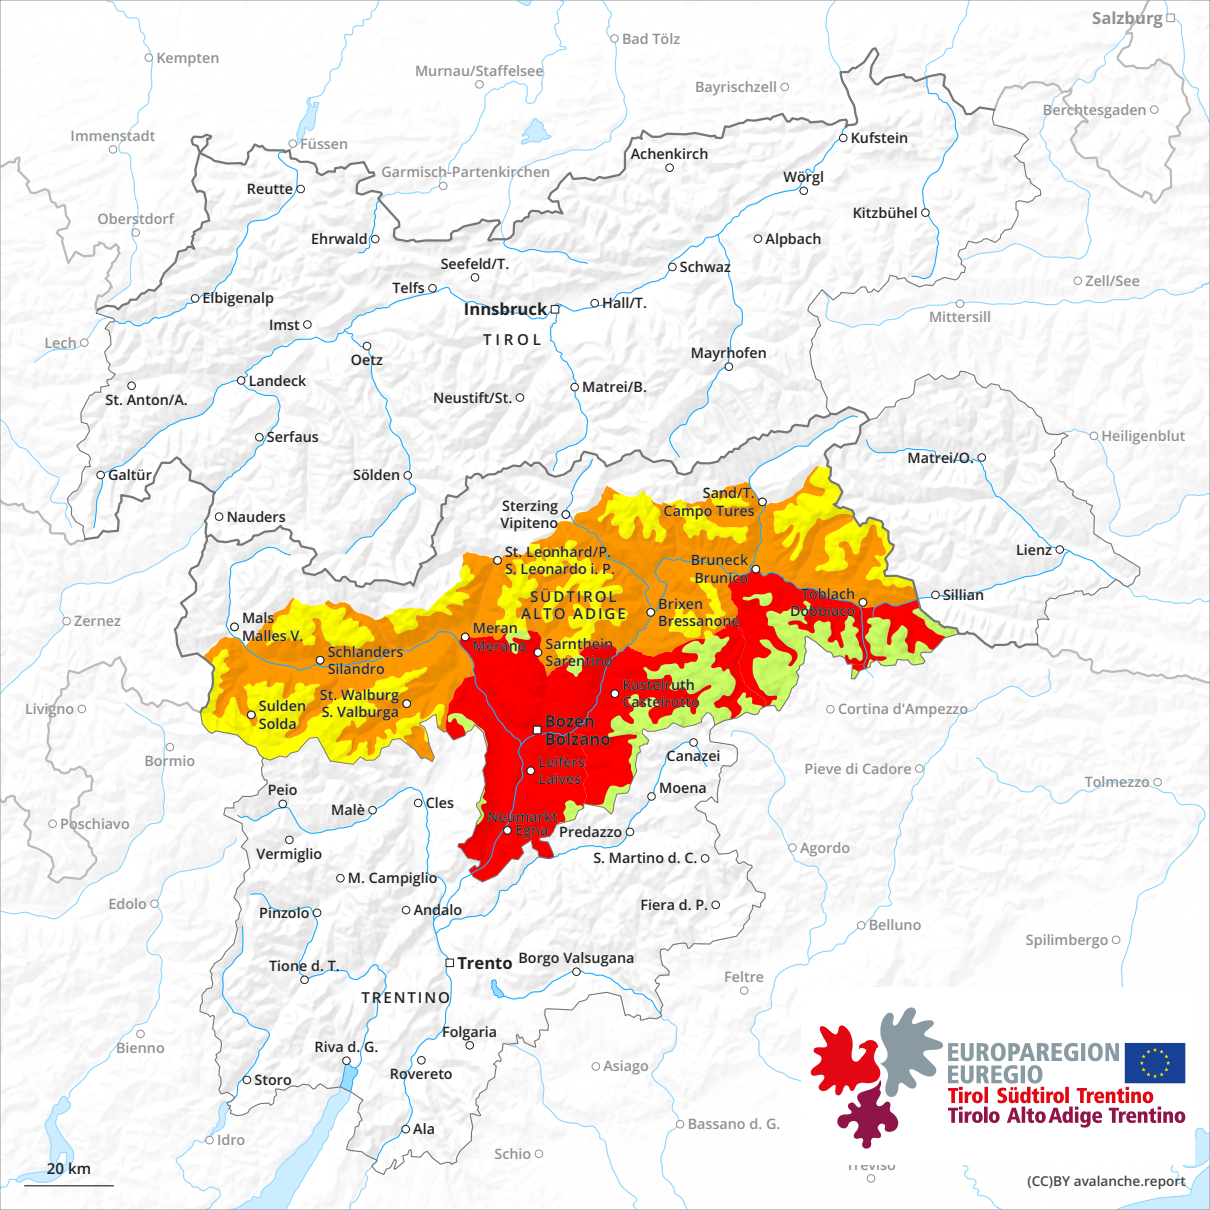 Salzburg
Bad Tölz
Kempten
Murnau/Staffelsee
Bayrischzell
Berchtesgaden
Immenstadt
Füssen
Kufstein
Achenkirch
Garmisch-Partenkirchen
Wörgl
Reutte
Oberstdorf
Kitzbühel
Ehrwald
Alpbach
Seefeld/T.
Schwaz
Zell/See
Telfs
Elbigenalp
Hall/T.
Innsbruck
Mittersill
Imst
TIROL
Lech
Oetz
Mayrhofen
Landeck
Matrei/B.
St. Anton/A.
Neustift/St.
Serfaus
Heiligenblut
Matrei/O.
Galtür
Sölden
Sand/T.
Campo Tures
Sterzing
Vipiteno
Nauders
St. Leonhard/P.
S. Leonardo i. P.
Lienz
Bruneck
Brunico
SÜDTIROL
ALTO ADIGE
Toblach
Dobbiaco
Sillian
Brixen
Bressanone
Zernez
Mals
Malles V.
Meran
Merano
Sarnthein
Sarentino
Schlanders
Silandro
Kastelruth
Castelrotto
St. Walburg
S. Valburga
Livigno
Sulden
Solda
Cortina d'Ampezzo
Bozen
Bolzano
Bormio
Canazei
Leifers
Laives
Pieve di Cadore
Tolmezzo
Peio
Moena
Malè
Cles
Neumarkt
Egna
Poschiavo
Predazzo
Vermiglio
Agordo
S. Martino d. C.
M. Campiglio
Edolo
Pinzolo
Andalo
Fiera d. P.
Belluno
Spilimbergo
Trento
Borgo Valsugana
Tione d. T.
Feltre
TRENTINO
Folgaria
Bienno
Riva d. G.
Rovereto
Asiago
Storo
EUROPAREGION
EUREGIO
Tirol Südtirol Trentino
Tirolo Alto Adige Trentino
Ala
Bassano d. G.
Idro
Schio
Treviso
20 km
(CC)BY avalanche.report